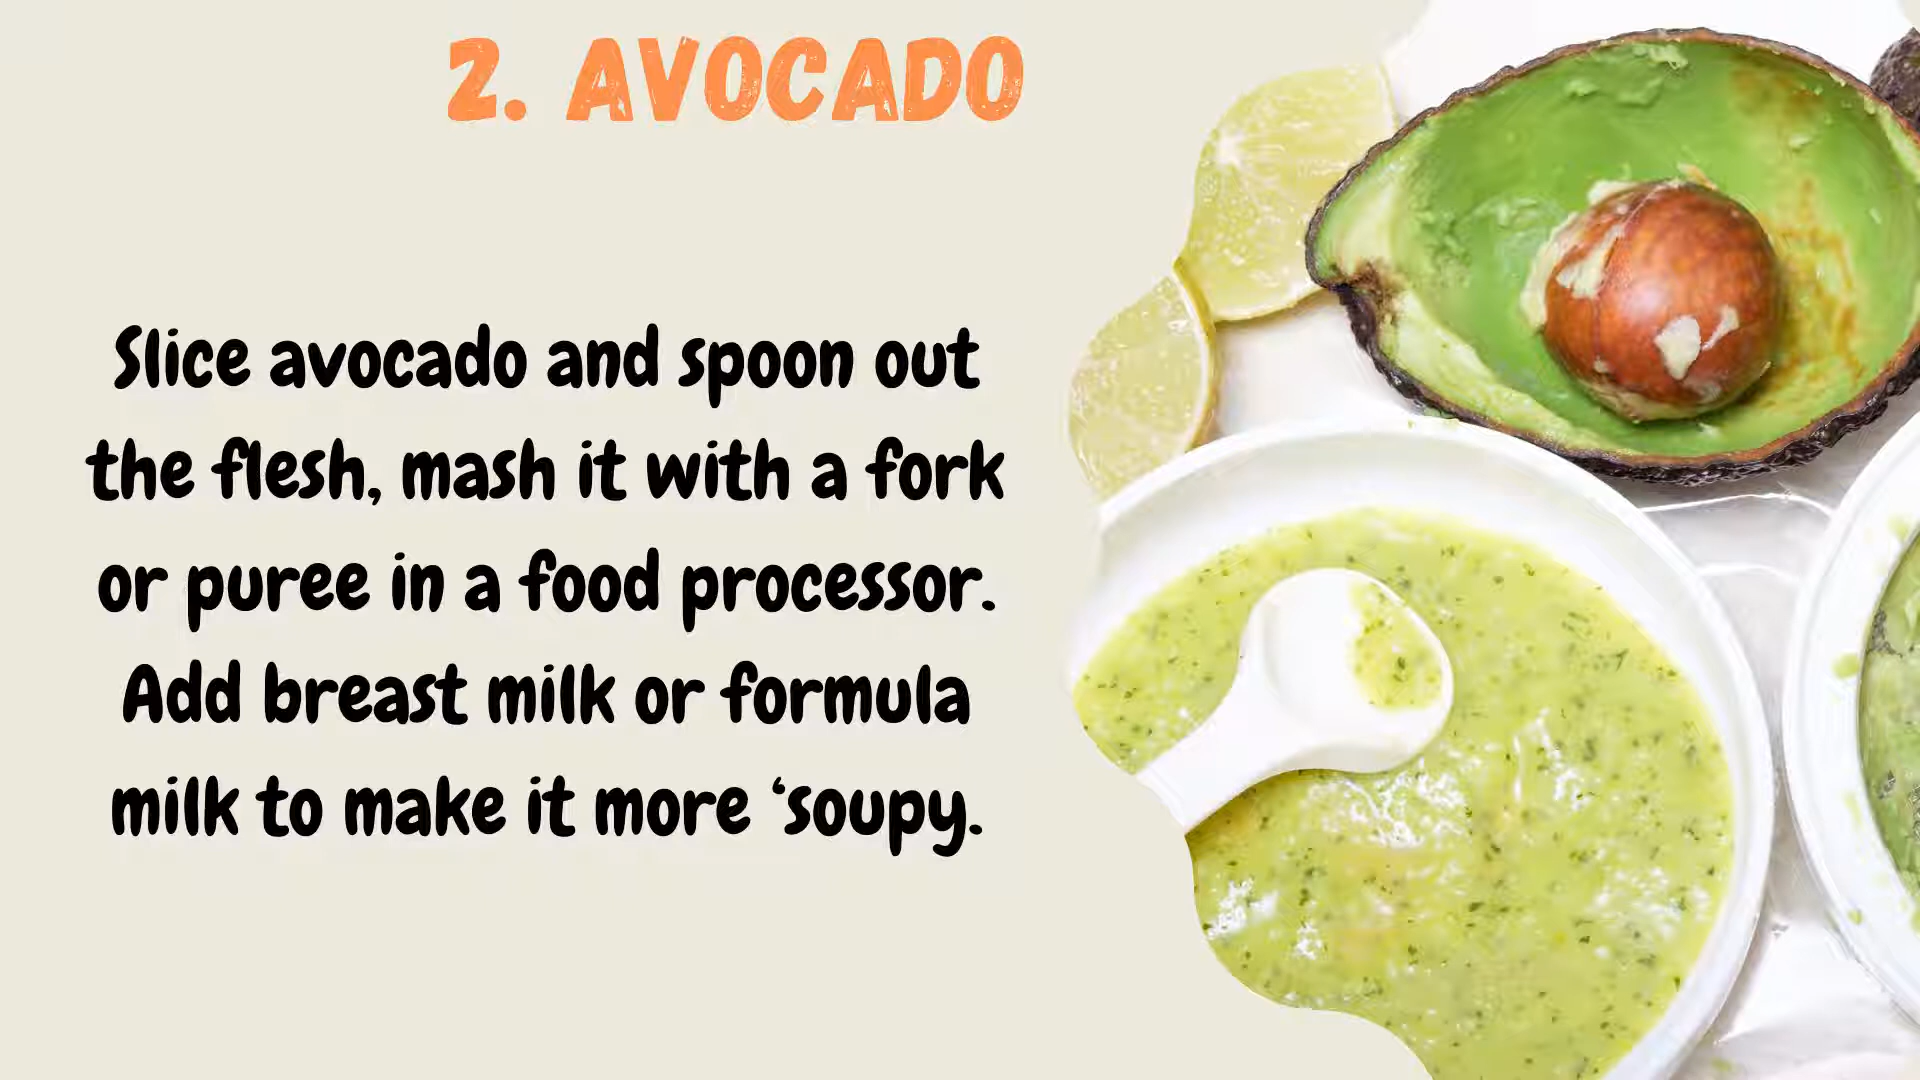 2. AVOCADO
Slice avocado and spoon out
the flesh, mash it with a fork
or puree in a food processor.
Add breast milk or formula
milk to make it more ‘soupy.